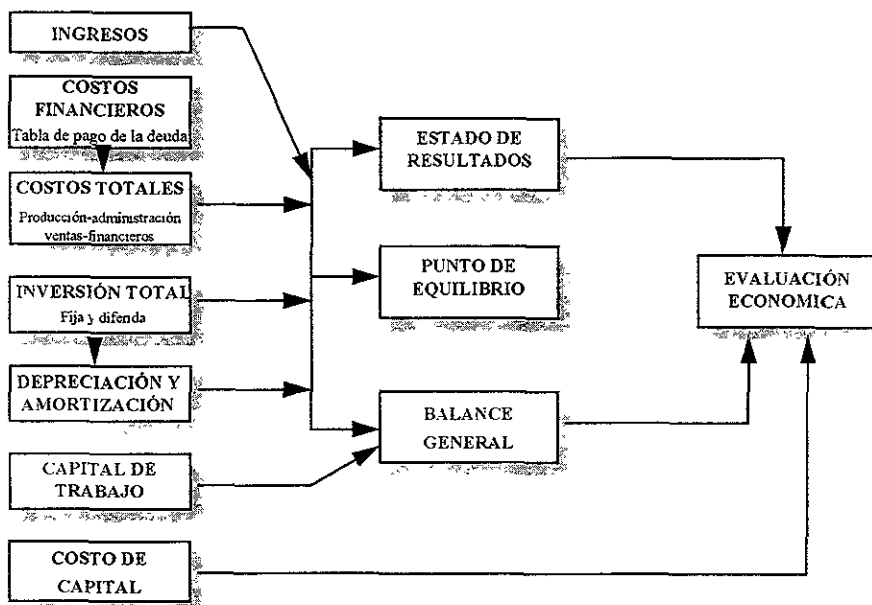 INGRESOS
COSTOS
FINANCIEROS
Tabla de pago de la deuda
COSTOS TOTALES
Producción-administración
ventas-financieros
INVERSIÓN TOTAL
Fija y difenda
DEPRECIACIÓN Y
AMORTIZACIÓN
CAPITAL DE
TRABAJO
COSTO DE
CAPITAL
ESTADO DE
RESULTADOS
PUNTO DE
EQUILIBRIO
BALANCE
GENERAL
EVALUACIÓN
ECONOMICA